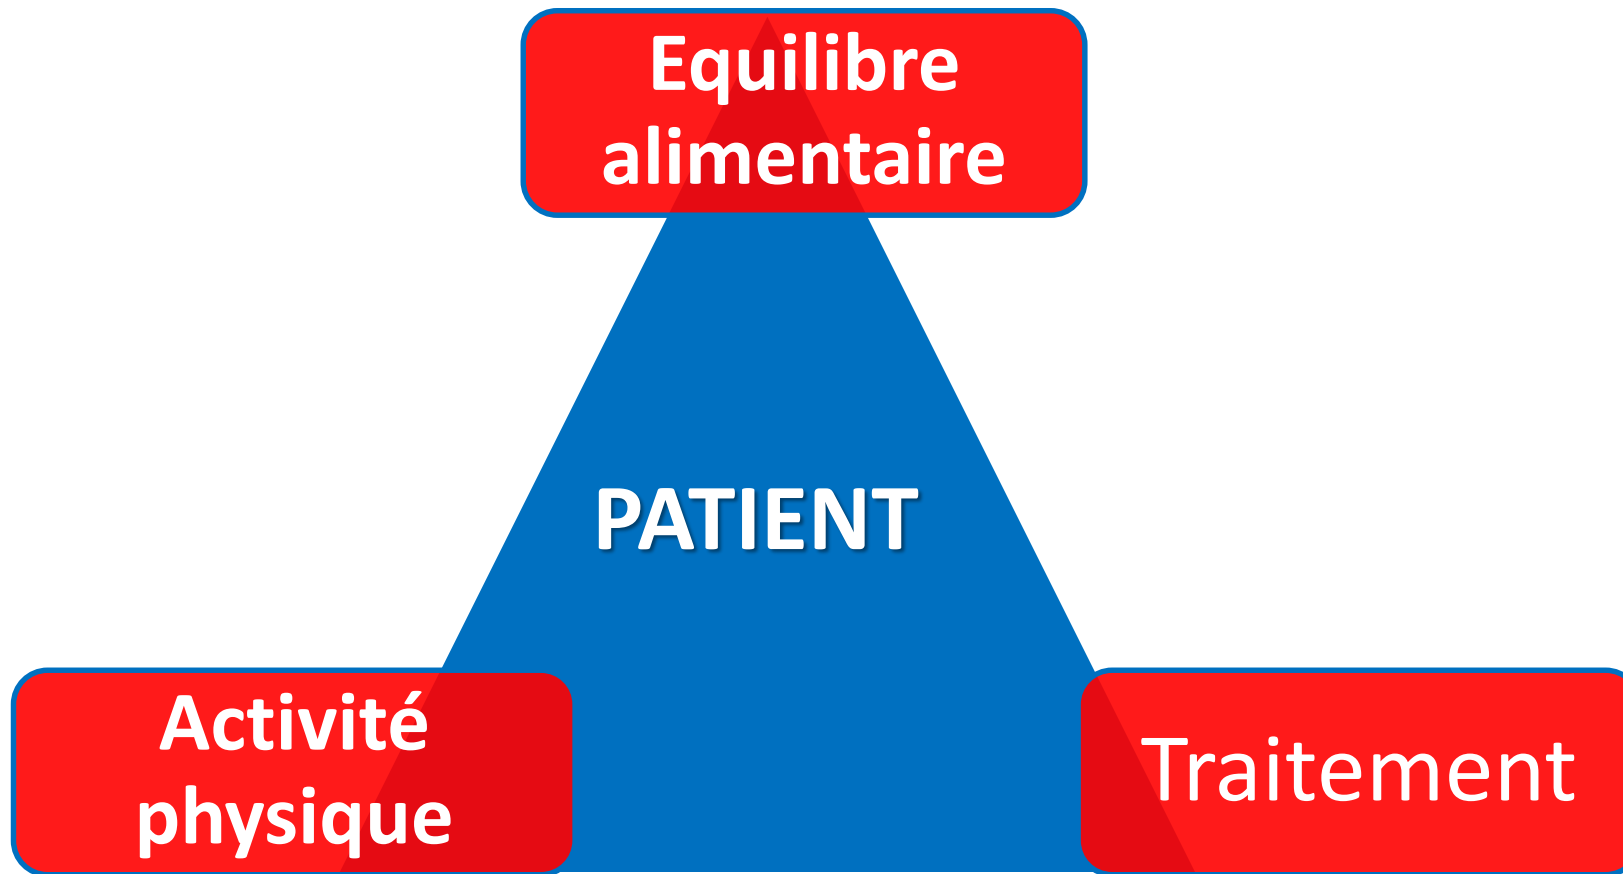 Equilibre
alimentaire
PATIENT
Activité
physique
Traitement